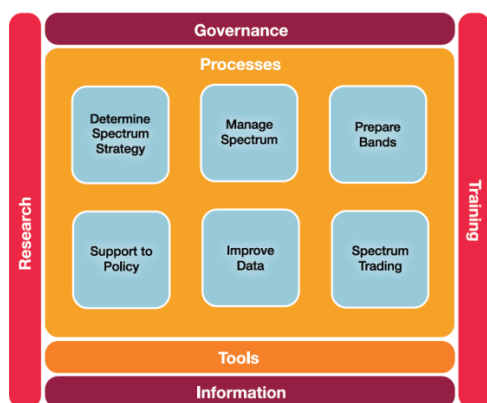 Governance
Processes
Determine
Spectrum
Strategy
Manage
Spectrum
Prepare
Bands
Support to
Policy
Improve
Data
Spectrum
Trading
Tools
Information
Research
Training